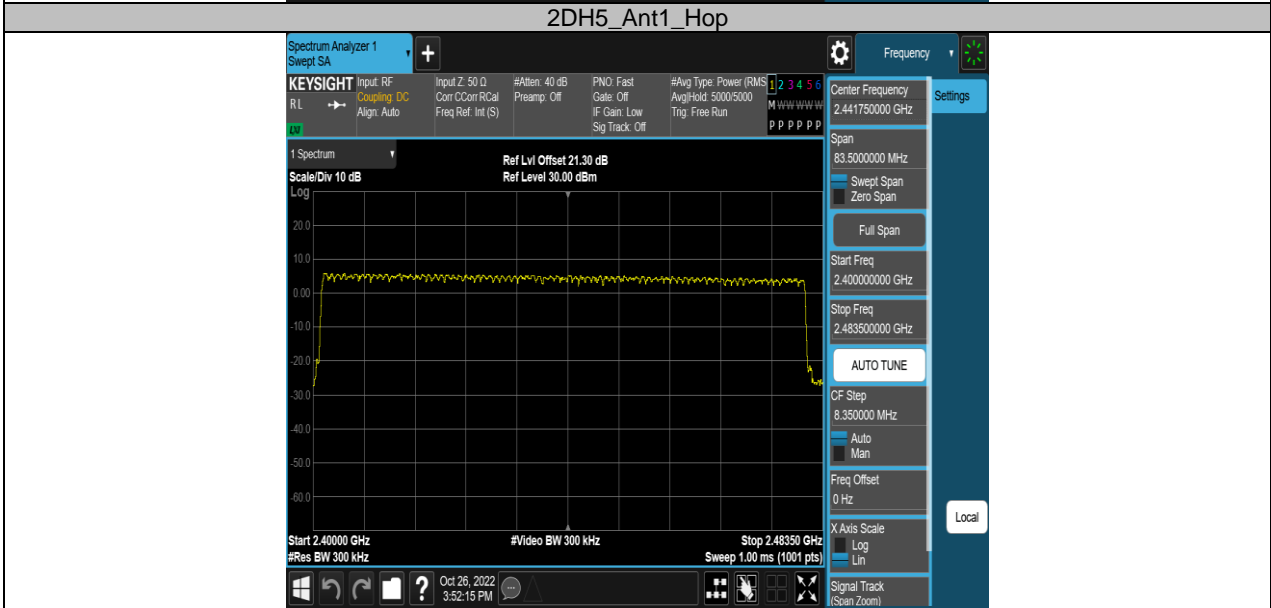 2DH5_Ant1_Hop
Spectrum Analyzer 1
Swept SA
+
Frequency
KEYSIGHT
RL
LXI
Input: RF
Coupling: DC
Align: Auto
Input Z: 50 Ω
Corr CCorr RCal
Freq Ref: Int (S)
#Atten: 40 dB
Preamp: Off
PNO: Fast
Gate: Off
IF Gain: Low
Sig Track: Off
#Avg Type: Power (RMS
Avg|Hold: 5000/5000
Trig: Free Run
1 2 3 4 5 6
M W W W W W
P P P P P P
1 Spectrum
Scale/Div 10 dB
Log
Ref Lvl Offset 21.30 dB
Ref Level 30.00 dBm
20.0
10.0
0.00
-10.0
-20.0
-30.0
-40.0
-50.0
-60.0
Start 2.40000 GHz
#Res BW 300 kHz
#Video BW 300 kHz
Stop 2.48350 GHz
Sweep 1.00 ms (1001 pts)
Center Frequency
2.441750000 GHz
Settings
Span
83.5000000 MHz
Swept Span
Zero Span
Full Span
Start Freq
2.400000000 GHz
Stop Freq
2.483500000 GHz
AUTO TUNE
CF Step
8.350000 MHz
Auto
Man
Freq Offset
0 Hz
X Axis Scale
Log
Lin
Local
Signal Track
(Span Zoom)
?
Oct 26, 2022
3:52:15 PM